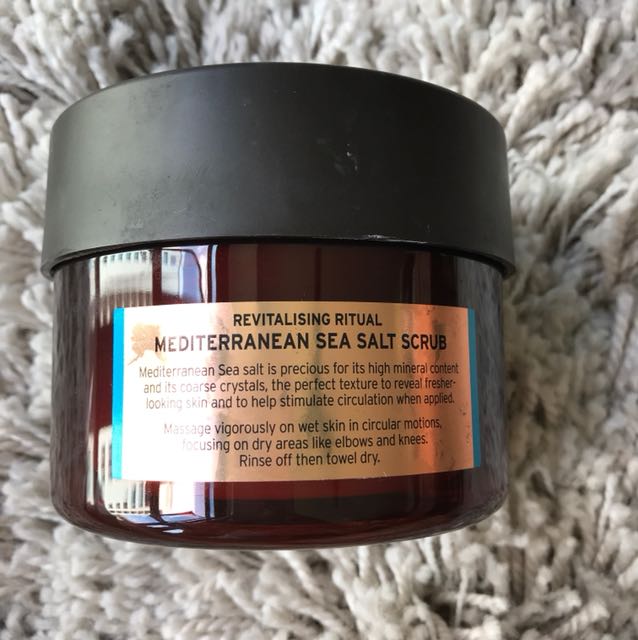 REVITALISING RITUAL
MEDITERRANEAN SEA SALT SCRUB
Mediterranean Sea salt is precious for its high mineral content
and its coarse crystals, the perfect texture to reveal fresher-
looking skin and to help stimulate circulation when applied.
Massage vigorously on wet skin in circular motions,
focusing on dry areas like elbows and knees.
Rinse off then towel dry.